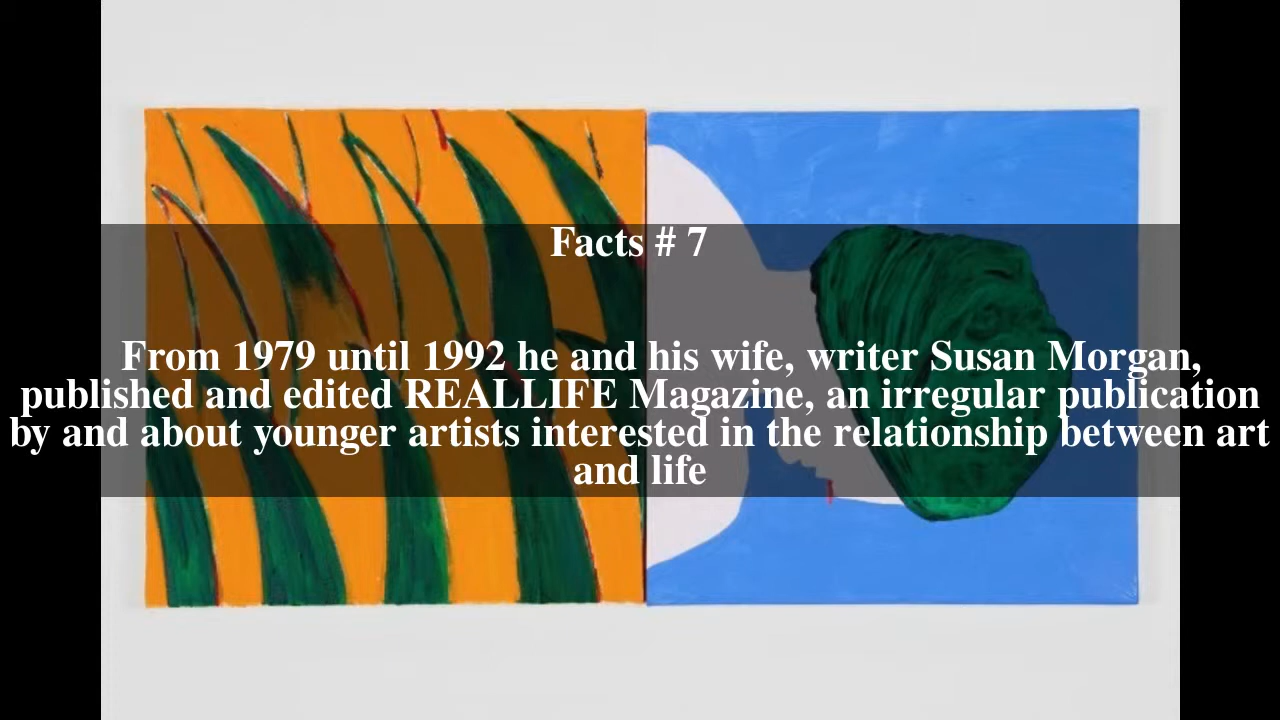 Facts # 7
From 1979 until 1992 he and his wife, writer Susan Morgan,
published and edited REALLIFE Magazine, an irregular publication
by and about younger artists interested in the relationship between art
and life